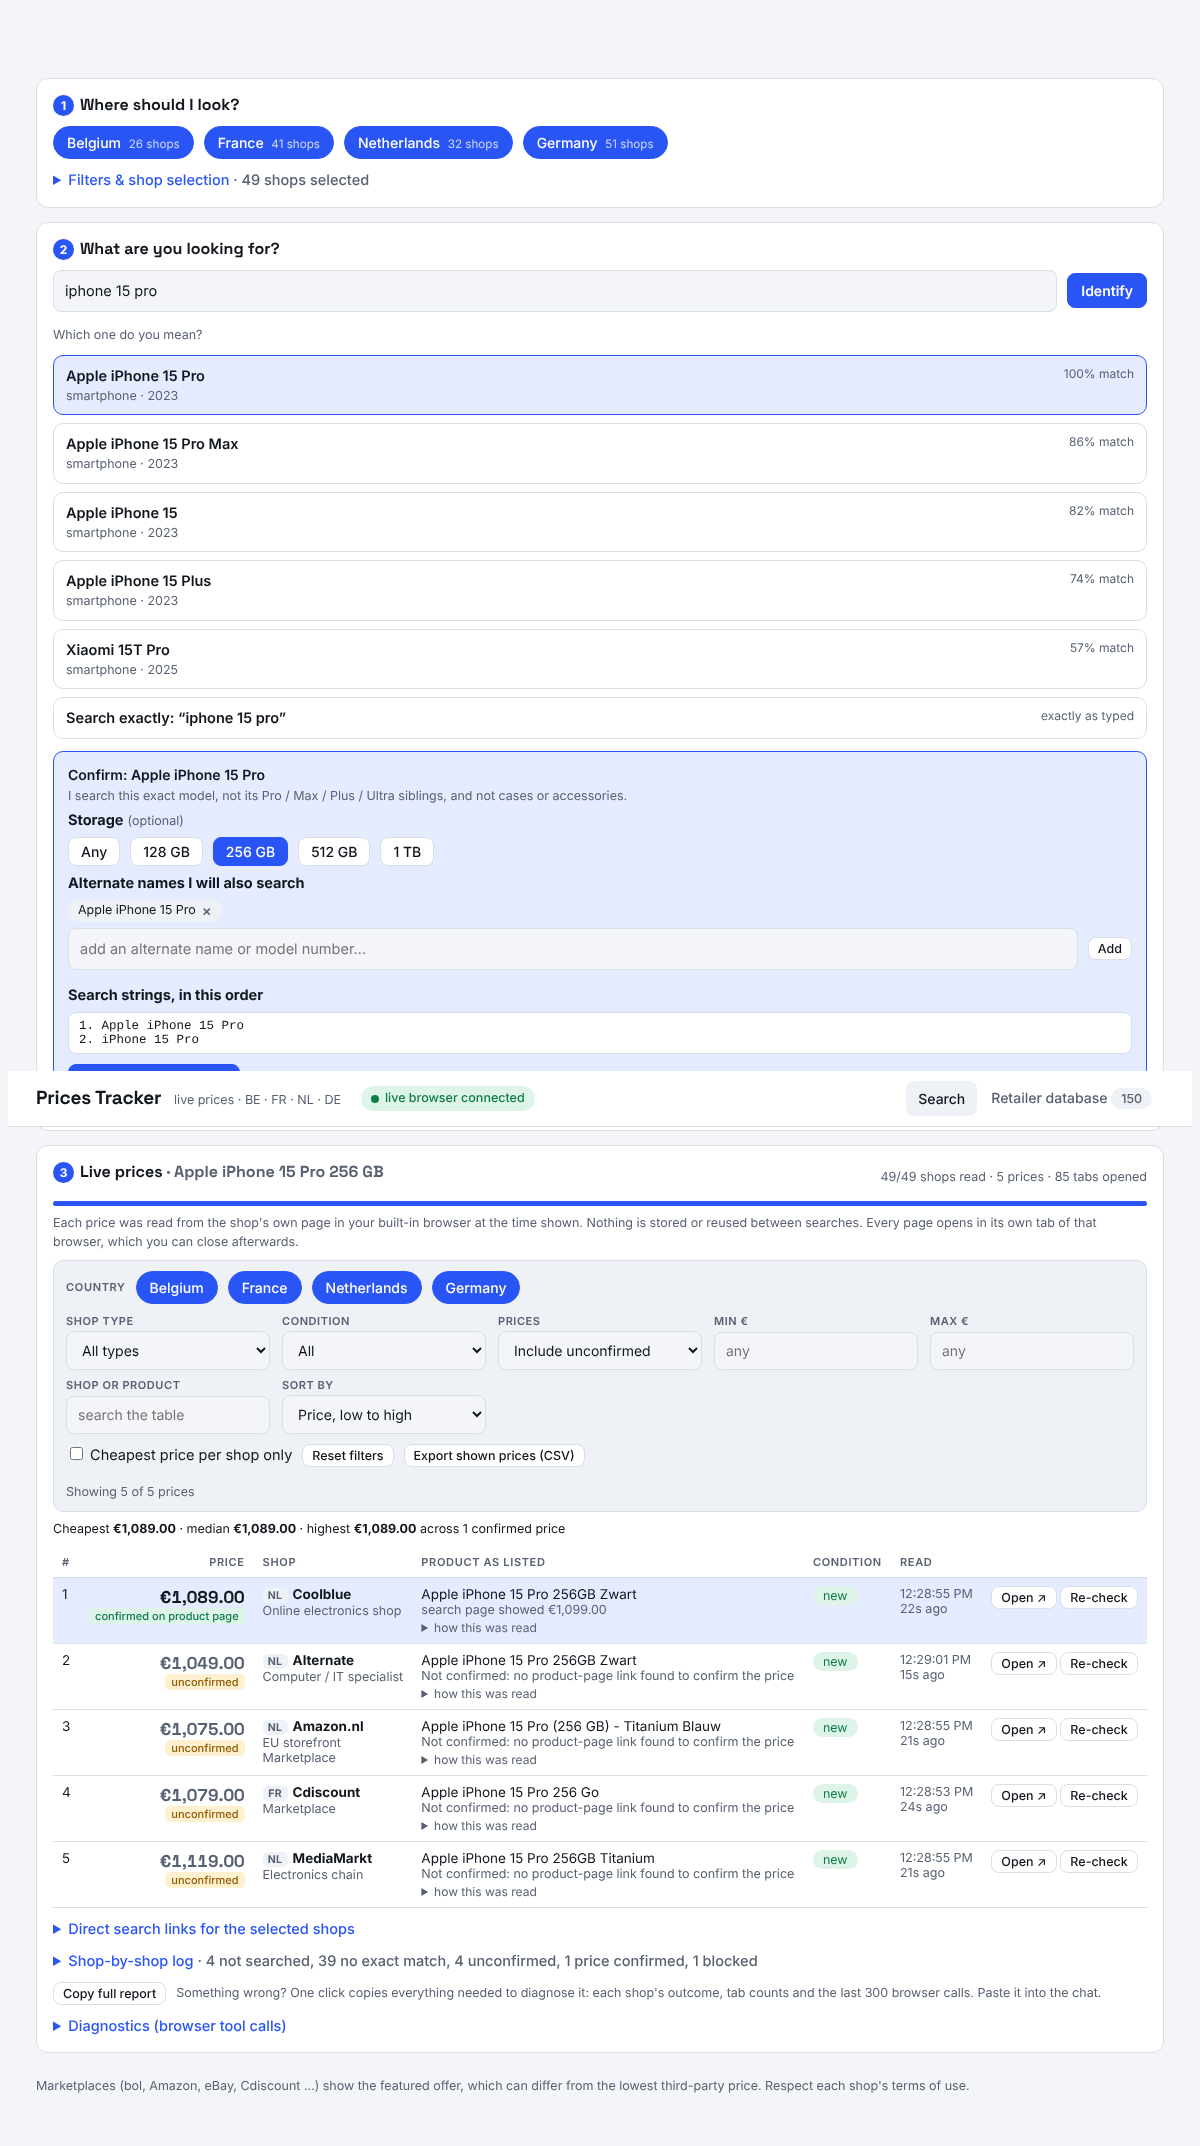 1 Where should I look?
Belgium 26 shops France 41 shops Netherlands 32 shops Germany 51 shops
▶ Filters & shop selection · 49 shops selected
2 What are you looking for?
iphone 15 pro Identify
Which one do you mean?
Apple iPhone 15 Pro 100% match
smartphone · 2023
Apple iPhone 15 Pro Max 86% match
smartphone · 2023
Apple iPhone 15 82% match
smartphone · 2023
Apple iPhone 15 Plus 74% match
smartphone · 2023
Xiaomi 15T Pro 57% match
smartphone · 2025
Search exactly: “iphone 15 pro” exactly as typed
Confirm: Apple iPhone 15 Pro
I search this exact model, not its Pro / Max / Plus / Ultra siblings, and not cases or accessories.
Storage (optional)
Any 128 GB 256 GB 512 GB 1 TB
Alternate names I will also search
Apple iPhone 15 Pro ×
add an alternate name or model number... Add
Search strings, in this order
1. Apple iPhone 15 Pro
2. iPhone 15 Pro
Prices Tracker live prices · BE · FR · NL · DE live browser connected Search Retailer database 150
3 Live prices · Apple iPhone 15 Pro 256 GB 49/49 shops read · 5 prices · 85 tabs opened
Each price was read from the shop's own page in your built-in browser at the time shown. Nothing is stored or reused between searches. Every page opens in its own tab of that
browser, which you can close afterwards.
COUNTRY Belgium France Netherlands Germany
SHOP TYPE CONDITION PRICES MIN € MAX €
All types All Include unconfirmed any any
SHOP OR PRODUCT SORT BY
search the table Price, low to high
Cheapest price per shop only Reset filters Export shown prices (CSV)
Showing 5 of 5 prices
Cheapest €1,089.00 · median €1,089.00 · highest €1,089.00 across 1 confirmed price
# PRICE SHOP PRODUCT AS LISTED CONDITION READ
1 €1,089.00 NL Coolblue Apple iPhone 15 Pro 256GB Zwart new 12:28:55 PM Open ↗ Re-check
confirmed on product page Online electronics shop search page showed €1,099.00 22s ago
▶ how this was read
2 €1,049.00 NL Alternate Apple iPhone 15 Pro 256GB Zwart new 12:29:01 PM Open ↗ Re-check
unconfirmed Computer / IT specialist Not confirmed: no product-page link found to confirm the price 15s ago
▶ how this was read
3 €1,075.00 NL Amazon.nl Apple iPhone 15 Pro (256 GB) - Titanium Blauw new 12:28:55 PM Open ↗ Re-check
unconfirmed EU storefront Not confirmed: no product-page link found to confirm the price 21s ago
Marketplace ▶ how this was read
4 €1,079.00 FR Cdiscount Apple iPhone 15 Pro 256 Go new 12:28:53 PM Open ↗ Re-check
unconfirmed Marketplace Not confirmed: no product-page link found to confirm the price 24s ago
▶ how this was read
5 €1,119.00 NL MediaMarkt Apple iPhone 15 Pro 256GB Titanium new 12:28:55 PM Open ↗ Re-check
unconfirmed Electronics chain Not confirmed: no product-page link found to confirm the price 21s ago
▶ how this was read
▶ Direct search links for the selected shops
▶ Shop-by-shop log · 4 not searched, 39 no exact match, 4 unconfirmed, 1 price confirmed, 1 blocked
Copy full report Something wrong? One click copies everything needed to diagnose it: each shop's outcome, tab counts and the last 300 browser calls. Paste it into the chat.
▶ Diagnostics (browser tool calls)
Marketplaces (bol, Amazon, eBay, Cdiscount ...) show the featured offer, which can differ from the lowest third-party price. Respect each shop's terms of use.